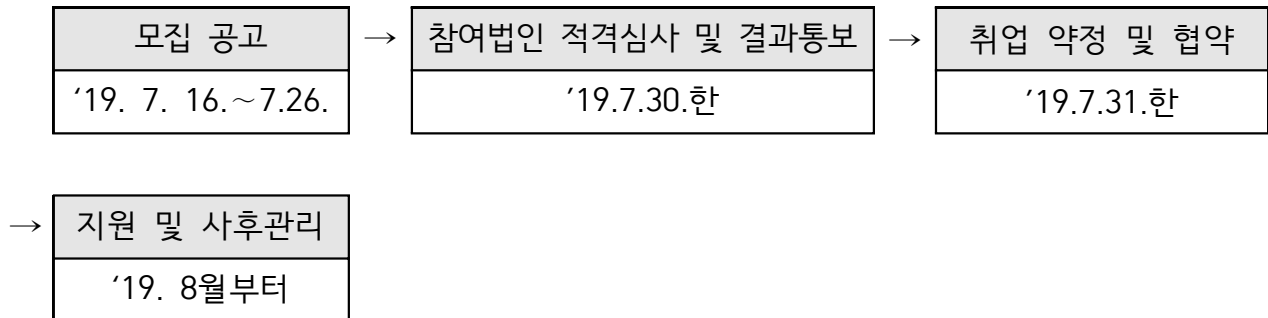 모집 공고 → 참여법인 적격심사 및 결과통보 → 취업 약정 및 협약
‘19. 7. 16.～7.26. ’19.7.30.한 ’19.7.31.한
→ 지원 및 사후관리
‘19. 8월부터